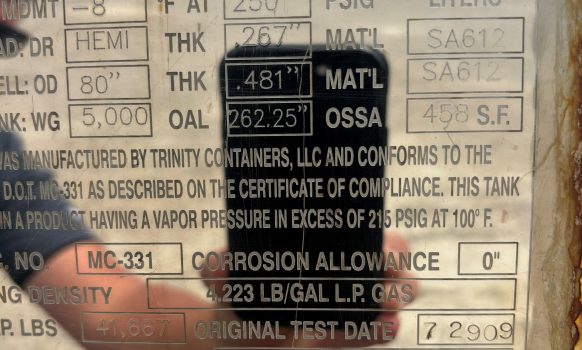 MDMT -8 °F AT 250 PSIG LITERS
AD: DR HEMI THK .267" MAT'L SA612
ELL: OD 80" THK .481" MAT'L SA612
NK: WG 5,000 OAL 262.25" OSSA 458 S.F.
WAS MANUFACTURED BY TRINITY CONTAINERS, LLC AND CONFORMS TO THE
D.O.T. MC-331 AS DESCRIBED ON THE CERTIFICATE OF COMPLIANCE. THIS TANK
IN A PRODUCT HAVING A VAPOR PRESSURE IN EXCESS OF 215 PSIG AT 100° F.
C. NO. MC-331 CORROSION ALLOWANCE 0"
NG DENSITY 4.223 LB/GAL L.P. GAS
P. LBS 41,667 ORIGINAL TEST DATE 7 2909